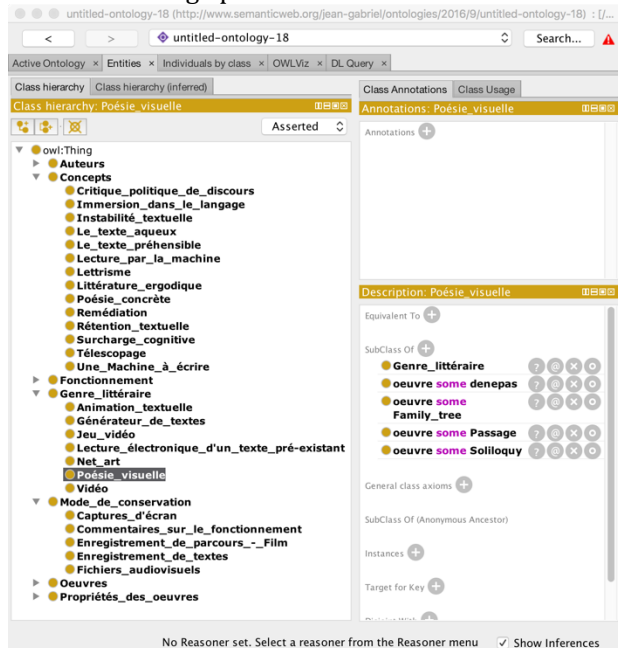 untitled-ontology-18 (http://www.semanticweb.org/jean-gabriel/ontologies/2016/9/untitled-ontology-18) : [/...
< > untitled-ontology-18 Search...
Active Ontology × Entities × Individuals by class × OWLViz × DL Query ×
Class hierarchy Class hierarchy (inferred)
Class hierarchy: Poésie_visuelle
Asserted
owl:Thing
Auteurs
Concepts
Critique_politique_de_discours
Immersion_dans_le_langage
Instabilité_textuelle
Le_texte_aqueux
Le_texte_préhensible
Lecture_par_la_machine
Lettrisme
Littérature_ergodique
Poésie_concrète
Remédiation
Rétention_textuelle
Surcharge_cognitive
Télescopage
Une_Machine_à_écrire
Fonctionnement
Genre_littéraire
Animation_textuelle
Générateur_de_textes
Jeu_vidéo
Lecture_électronique_d'un_texte_pré-existant
Net_art
Poésie_visuelle
Vidéo
Mode_de_conservation
Captures_d'écran
Commentaires_sur_le_fonctionnement
Enregistrement_de_parcours_-_Film
Enregistrement_de_textes
Fichiers_audiovisuels
Oeuvres
Propriétés_des_oeuvres
Class Annotations Class Usage
Annotations: Poésie_visuelle
Annotations
Description: Poésie_visuelle
Equivalent To
SubClass Of
Genre_littéraire
oeuvre some denepas
oeuvre some
Family_tree
oeuvre some Passage
oeuvre some Soliloquy
General class axioms
SubClass Of (Anonymous Ancestor)
Instances
Target for Key
No Reasoner set. Select a reasoner from the Reasoner menu Show Inferences